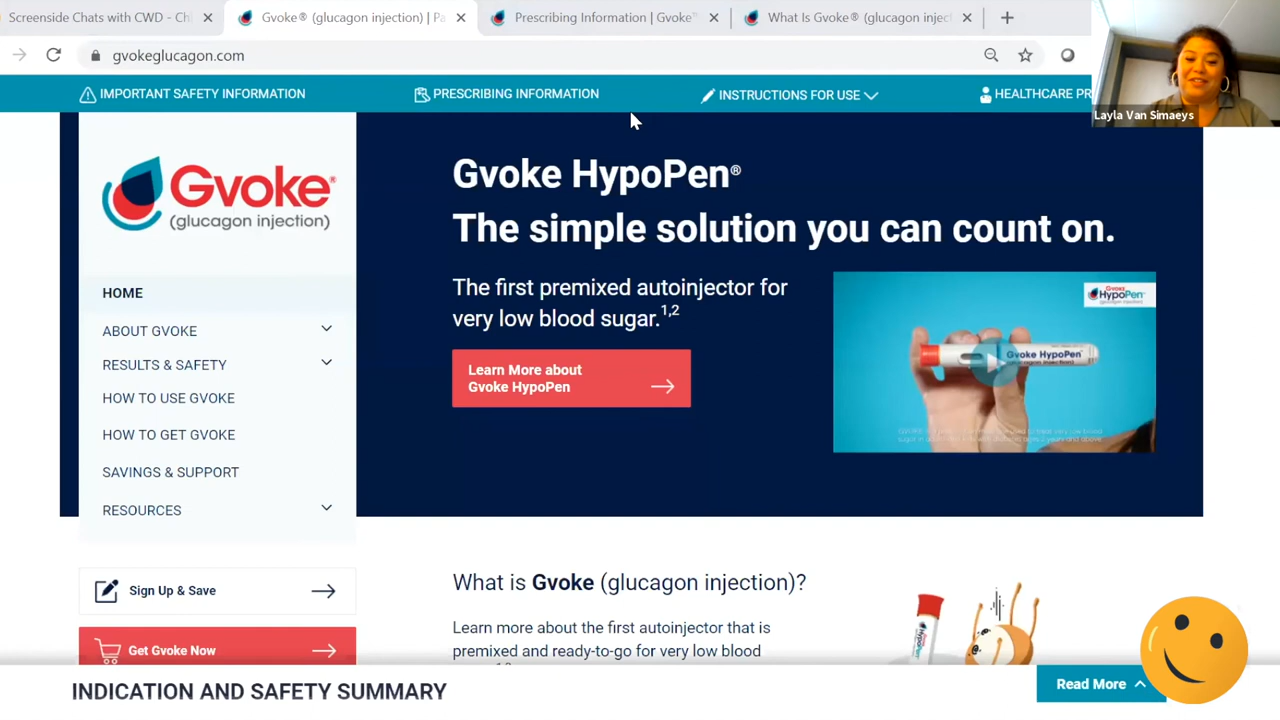 Screenside Chats with CWD - Ch
Gvoke® (glucagon injection) | Pa
Prescribing Information | Gvoke™
What Is Gvoke® (glucagon inject
gvokeglucagon.com
IMPORTANT SAFETY INFORMATION
PRESCRIBING INFORMATION
INSTRUCTIONS FOR USE
HEALTHCARE PR
Layla Van Simaeys
Gvoke®
(glucagon injection)
HOME
ABOUT GVOKE
RESULTS & SAFETY
HOW TO USE GVOKE
HOW TO GET GVOKE
SAVINGS & SUPPORT
RESOURCES
Sign Up & Save
Get Gvoke Now
Gvoke HypoPen®
The simple solution you can count on.
The first premixed autoinjector for
very low blood sugar.1,2
Learn More about
Gvoke HypoPen
Gvoke
HypoPen
Gvoke HypoPen
What is Gvoke (glucagon injection)?
Learn more about the first autoinjector that is
premixed and ready-to-go for very low blood
HypoPen
INDICATION AND SAFETY SUMMARY
Read More